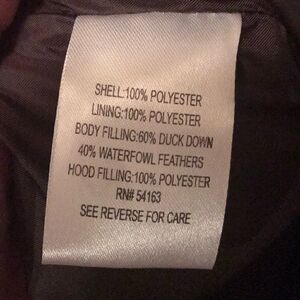 SHELL:100% POLYESTER
LINING:100% POLYESTER
BODY FILLING:60% DUCK DOWN
40% WATERFOWL FEATHERS
HOOD FILLING:100% POLYESTER
RN# 54163
SEE REVERSE FOR CARE